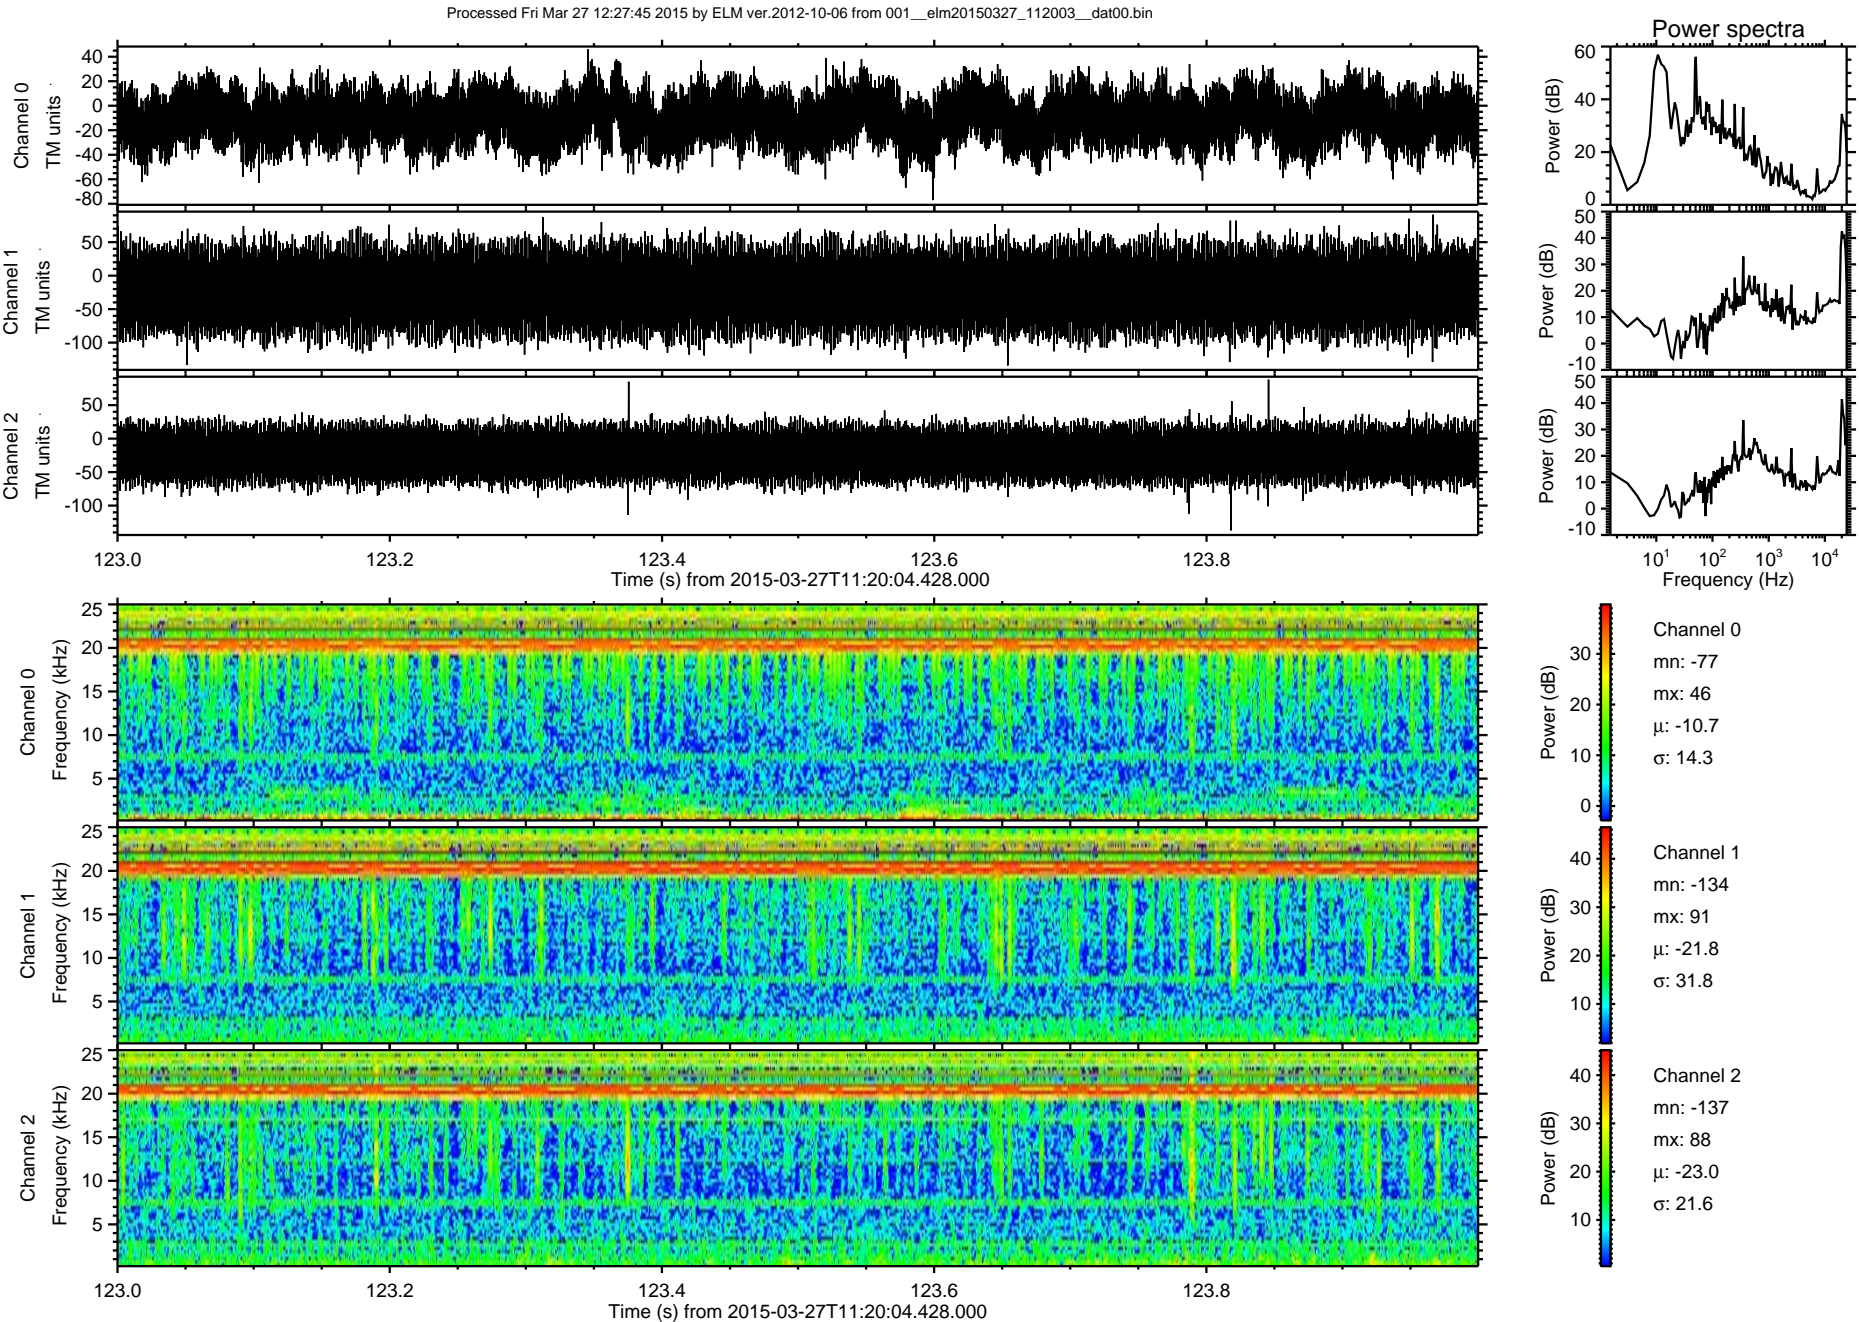 Processed Fri Mar 27 12:27:45 2015 by ELM ver.2012-10-06 from 001__elm20150327_112003__dat00.bin
Power spectra
Channel 0
TM units
40
20
0
-20
-40
-60
-80
Power (dB)
60
40
20
0
Channel 1
TM units
50
0
-50
-100
Power (dB)
50
40
30
20
10
0
-10
Channel 2
TM units
50
0
-50
-100
Power (dB)
50
40
30
20
10
0
-10
123.0 123.2 123.4 123.6 123.8
Time (s) from 2015-03-27T11:20:04.428.000
10¹ 10² 10³ 10⁴
Frequency (Hz)
Channel 0
Frequency (kHz)
25
20
15
10
5
Power (dB)
30
20
10
0
Channel 0
mn: -77
mx: 46
μ: -10.7
σ: 14.3
Channel 1
Frequency (kHz)
25
20
15
10
5
Power (dB)
40
30
20
10
Channel 1
mn: -134
mx: 91
μ: -21.8
σ: 31.8
Channel 2
Frequency (kHz)
25
20
15
10
5
Power (dB)
40
30
20
10
Channel 2
mn: -137
mx: 88
μ: -23.0
σ: 21.6
123.0 123.2 123.4 123.6 123.8
Time (s) from 2015-03-27T11:20:04.428.000